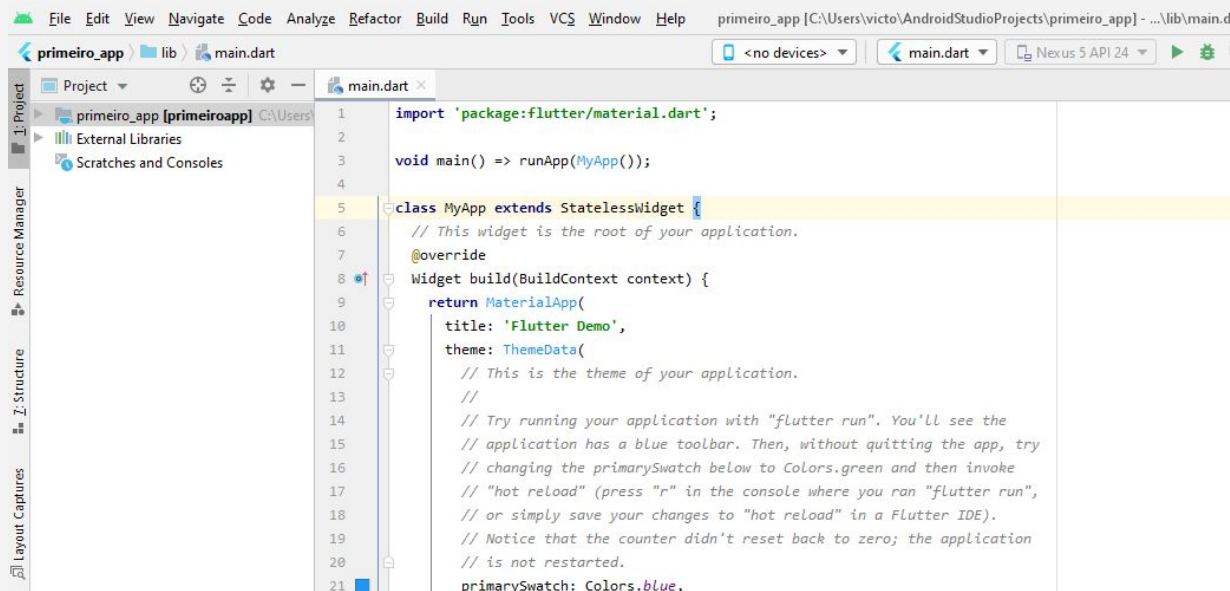 File Edit View Navigate Code Analyze Refactor Build Run Tools VCS Window Help primeiro_app [C:\Users\victo\AndroidStudioProjects\primeiro_app] - ...\lib\main.d
primeiro_app lib main.dart <no devices> main.dart Nexus 5 API 24
1: Project
Resource Manager
7: Structure
Layout Captures
Project
primeiro_app [primeiroapp] C:\Users\
External Libraries
Scratches and Consoles
main.dart
1 import 'package:flutter/material.dart';
2
3 void main() => runApp(MyApp());
4
5 class MyApp extends StatelessWidget {
6 // This widget is the root of your application.
7 @override
8 Widget build(BuildContext context) {
9 return MaterialApp(
10 title: 'Flutter Demo',
11 theme: ThemeData(
12 // This is the theme of your application.
13 //
14 // Try running your application with "flutter run". You'll see the
15 // application has a blue toolbar. Then, without quitting the app, try
16 // changing the primarySwatch below to Colors.green and then invoke
17 // "hot reload" (press "r" in the console where you ran "flutter run",
18 // or simply save your changes to "hot reload" in a Flutter IDE).
19 // Notice that the counter didn't reset back to zero; the application
20 // is not restarted.
21 primarySwatch: Colors.blue,